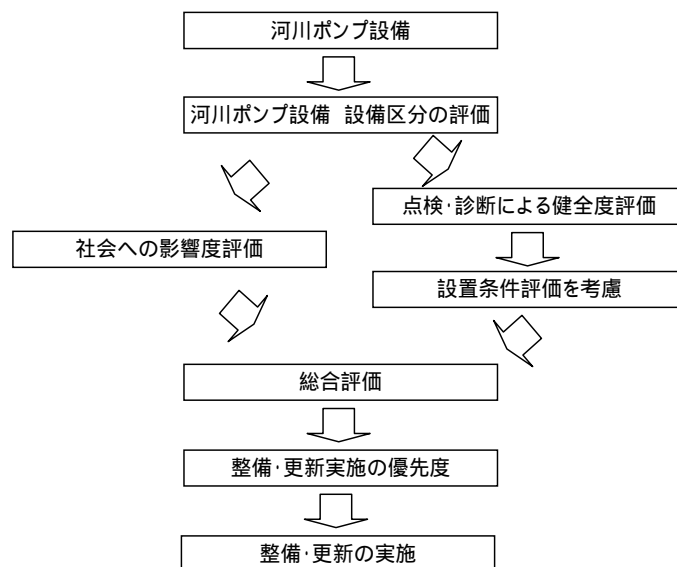 河川ポンプ設備
河川ポンプ設備 設備区分の評価
点検・診断による健全度評価
社会への影響度評価
設置条件評価を考慮
総合評価
整備・更新実施の優先度
整備・更新の実施